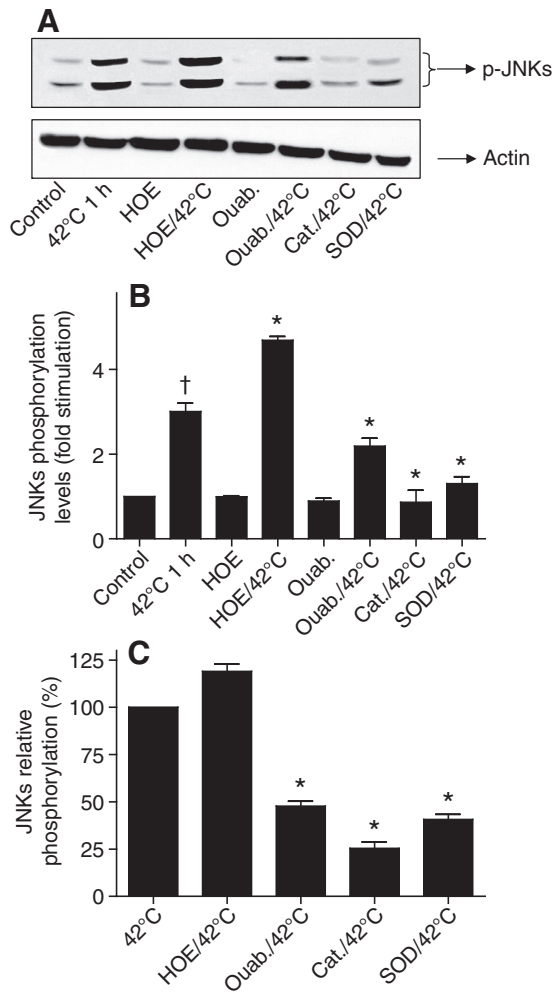 A
p-JNKs
Actin
Control
42°C 1 h
HOE
HOE/42°C
Ouab.
Ouab./42°C
Cat./42°C
SOD/42°C
B
JNKs phosphorylation
levels (fold stimulation)
4
2
0
†
*
*
*
*
Control
42°C 1 h
HOE
HOE/42°C
Ouab.
Ouab./42°C
Cat./42°C
SOD/42°C
C
JNKs relative
phosphorylation (%)
125
100
75
50
25
0
*
*
*
42°C
HOE/42°C
Ouab./42°C
Cat./42°C
SOD/42°C